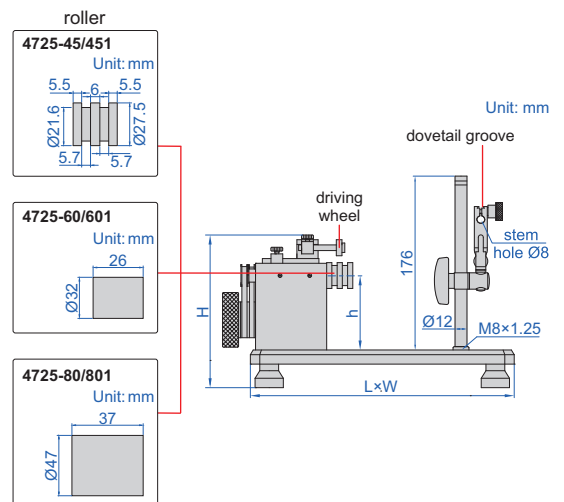 roller
4725-45/451
Unit: mm
5.5 6 5.5
Ø21.6
Ø27.5
5.7
5.7
4725-60/601
Unit: mm
26
Ø32
4725-80/801
Unit: mm
37
Ø47
Unit: mm
dovetail groove
driving
wheel
stem
hole Ø8
176
H
h
Ø12
M8×1.25
L×W